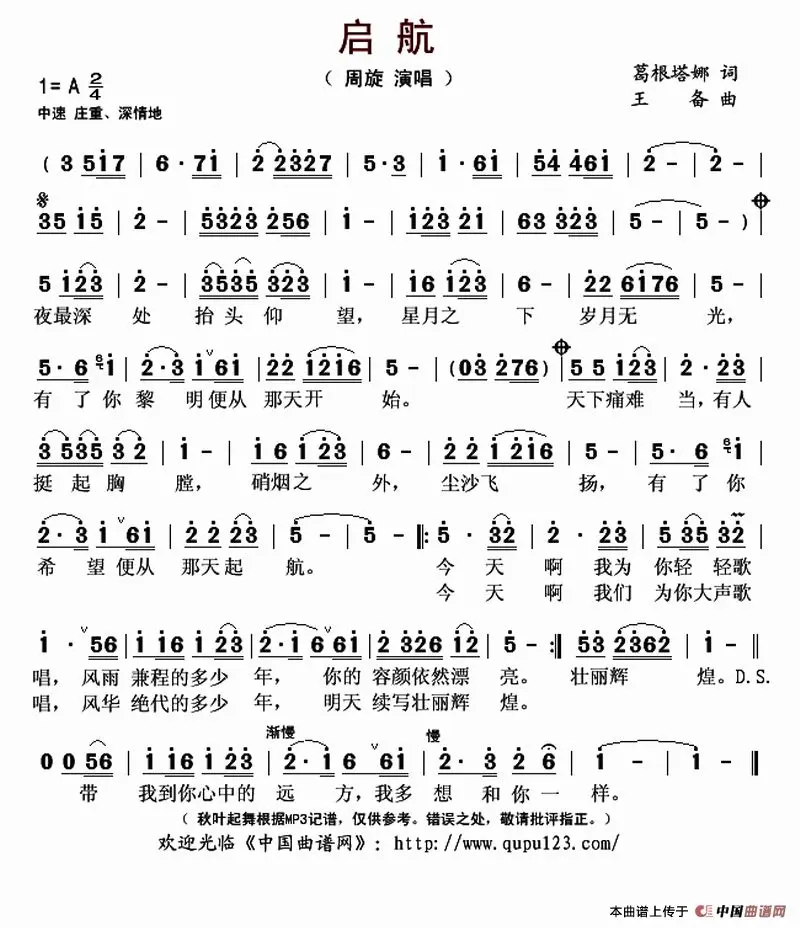 启航
( 周旋 演唱 )
1= A 2/4
葛根塔娜 词
王 备 曲
中速 庄重、深情地
( 3 5 1 7 | 6 · 7 1 | 2 2 3 2 7 | 5 · 3 | 1 · 6 1 | 5 4 4 6 1 | 2 - | 2 - |
3 5 1 5 | 2 - | 5 3 2 3 2 5 6 | 1 - | 1 2 3 2 1 | 6 3 3 2 3 | 5 - | 5 - ) |
5 1 2 3 | 2 - | 3 5 3 5 3 2 3 | 1 - | 1 6 1 2 3 | 6 - | 2 2 6 1 7 6 | 5 - |
夜最深 处 抬头仰 望, 星月之 下 岁月无 光,
5 · 6 6 1 | 2 · 3 1 ∨ 6 1 | 2 2 1 2 1 6 | 5 - | ( 0 3 2 7 6 ) | 5 5 1 2 3 | 2 · 2 3 |
有了你黎 明便从 那天开 始。 天下痛难 当,有人
3 5 3 5 3 2 | 1 - | 1 6 1 2 3 | 6 - | 2 2 1 2 1 6 | 5 - | 5 · 6 6 1 |
挺起胸 膛, 硝烟之 外, 尘沙飞 扬, 有了你
2 · 3 1 ∨ 6 1 | 2 2 2 3 | 5 - | 5 - |: 5 3 2 | 2 · 2 3 | 5 3 5 3 2 |
希望便从 那天起 航。 今天 啊 我为 你轻轻歌
今天 啊 我们 为你大声歌
1 · 5 6 | 1 1 6 1 2 3 | 2 · 1 6 ∨ 6 1 | 2 3 2 6 1 2 | 5 - :| 5 3 2 3 6 2 | 1 - ‖
唱, 风雨 兼程的多少 年, 你的 容颜依然漂 亮。 壮丽辉 煌。D.S.
唱, 风华 绝代的多少 年, 明天 续写壮丽辉 煌。
渐慢 慢
0 0 5 6 | 1 1 6 1 2 3 | 2 · 1 6 ∨ 6 1 | 2 · 3 2 6 | 1 - | 1 - ‖
带 我到你心中的 远 方,我多 想 和你一 样。
( 秋叶起舞根据MP3记谱，仅供参考。错误之处，敬请批评指正。)
欢迎光临《中国曲谱网》: http://www.qupu123.com/
本曲谱上传于 中国曲谱网